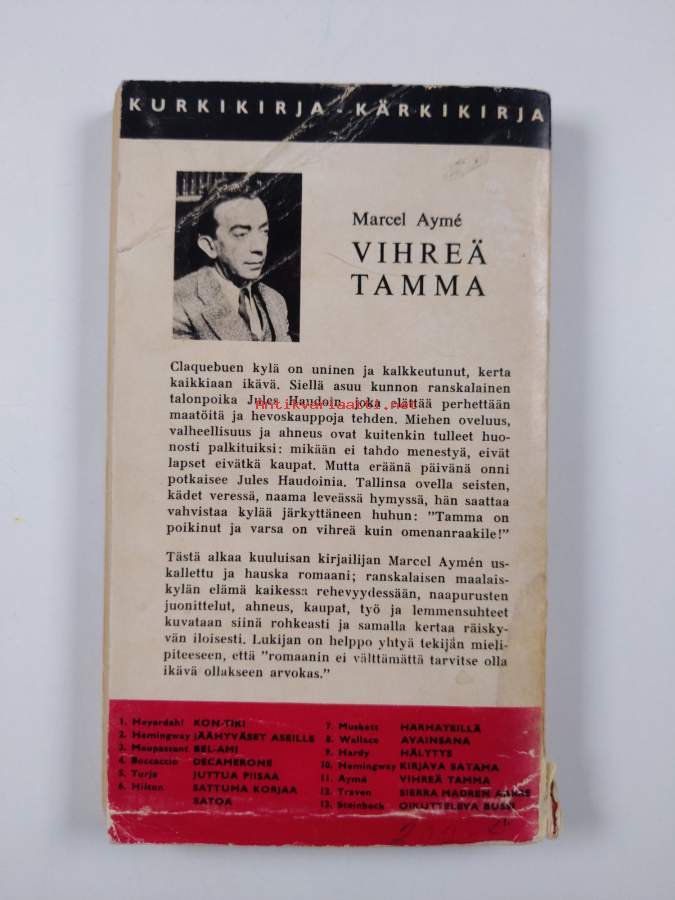 KURKIKIRJA - KÄRKIKIRJA
Marcel Aymé
VIHREÄ
TAMMA
Claquebuen kylä on uninen ja kalkkeutunut, kerta
kaikkiaan ikävä. Siellä asuu kunnon ranskalainen
talonpoika Jules Haudoin, joka elättää perhettään
Antikvariaatti.net
maatöitä ja hevoskauppoja tehden. Miehen oveluus,
valheellisuus ja ahneus ovat kuitenkin tulleet huo-
nosti palkituiksi: mikään ei tahdo menestyä, eivät
lapset eivätkä kaupat. Mutta eräänä päivänä onni
potkaisee Jules Haudoinia. Tallinsa ovella seisten,
kädet veressä, naama leveässä hymyssä, hän saattaa
vahvistaa kylää järkyttäneen huhun: "Tamma on
poikinut ja varsa on vihreä kuin omenanraakile!"
Tästä alkaa kuuluisan kirjailijan Marcel Aymén us-
kallettu ja hauska romaani; ranskalaisen maalais-
kylän elämä kaikessa rehevyydessään, naapurusten
juonittelut, ahneus, kaupat, työ ja lemmensuhteet
kuvataan siinä rohkeasti ja samalla kertaa räisky-
vän iloisesti. Lukijan on helppo yhtyä tekijän mieli-
piteeseen, että "romaanin ei välttämättä tarvitse olla
ikävä ollakseen arvokas."
1. Heyerdahl KON-TIKI
2. Hemingway JÄÄHYVÄSET ASEILLE
3. Maupassant BEL-AMI
4. Boccaccio DECAMERONE
5. Turja JUTTUA PIISAA
6. Hilton SATTUMA KORJAA
SATOA
7. Muskett HARHATEILLÄ
8. Wallace AVAINSANA
9. Hardy HÄLYTYS
10. Hemingway KIRJAVA SATAMA
11. Aymé VIHREÄ TAMMA
12. Traven SIERRA MADREN AARRE
13. Steinbeck OIKUTTELEVA BUSSI